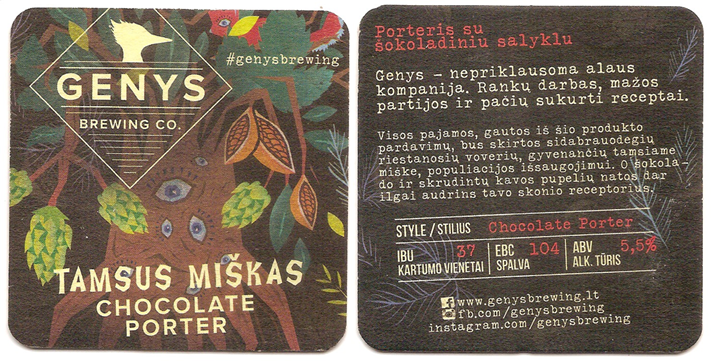 GENYS
BREWING CO.
#genysbrewing
TAMSUS MIŠKAS
CHOCOLATE
PORTER
Porteris su
šokoladiniu salyklu
Genys – nepriklausoma alaus
kompanija. Rankų darbas, mažos
partijos ir pačių sukurti receptai.
Visos pajamos, gautos iš šio produkto
pardavimų, bus skirtos sidabrauodegių
riestanosių voverių, gyvenančių tamsiame
miške, populiacijos išsaugojimui. O šokola-
do ir skrudintų kavos pupelių natos dar
ilgai audrins tavo skonio receptorius.
STYLE / STILIUS Chocolate Porter
IBU 37 EBC 104 ABV 5,5%
KARTUMO VIENETAI SPALVA ALK. TŪRIS
www.genysbrewing.lt
fb.com/genysbrewing
instagram.com/genysbrewing